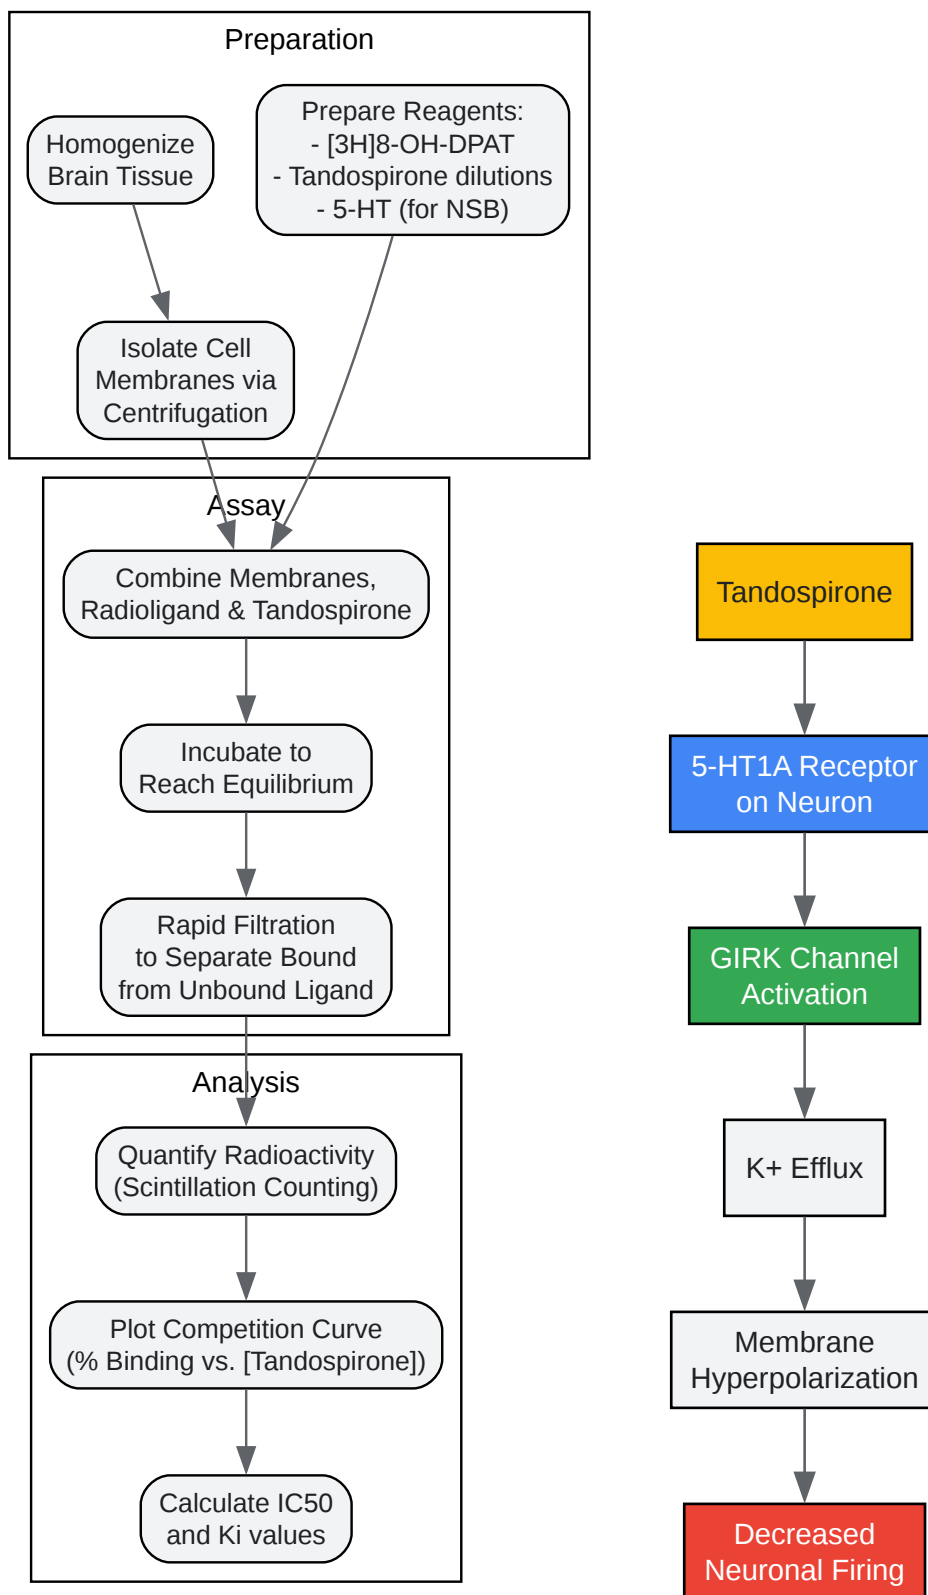 Preparation
Homogenize
Brain Tissue
Prepare Reagents:
- [3H]8-OH-DPAT
- Tandospirone dilutions
- 5-HT (for NSB)
Isolate Cell
Membranes via
Centrifugation
Assay
Combine Membranes,
Radioligand & Tandospirone
Incubate to
Reach Equilibrium
Rapid Filtration
to Separate Bound
from Unbound Ligand
Analysis
Quantify Radioactivity
(Scintillation Counting)
Plot Competition Curve
(% Binding vs. [Tandospirone])
Calculate IC50
and Ki values
Tandospirone
5-HT1A Receptor
on Neuron
GIRK Channel
Activation
K+ Efflux
Membrane
Hyperpolarization
Decreased
Neuronal Firing